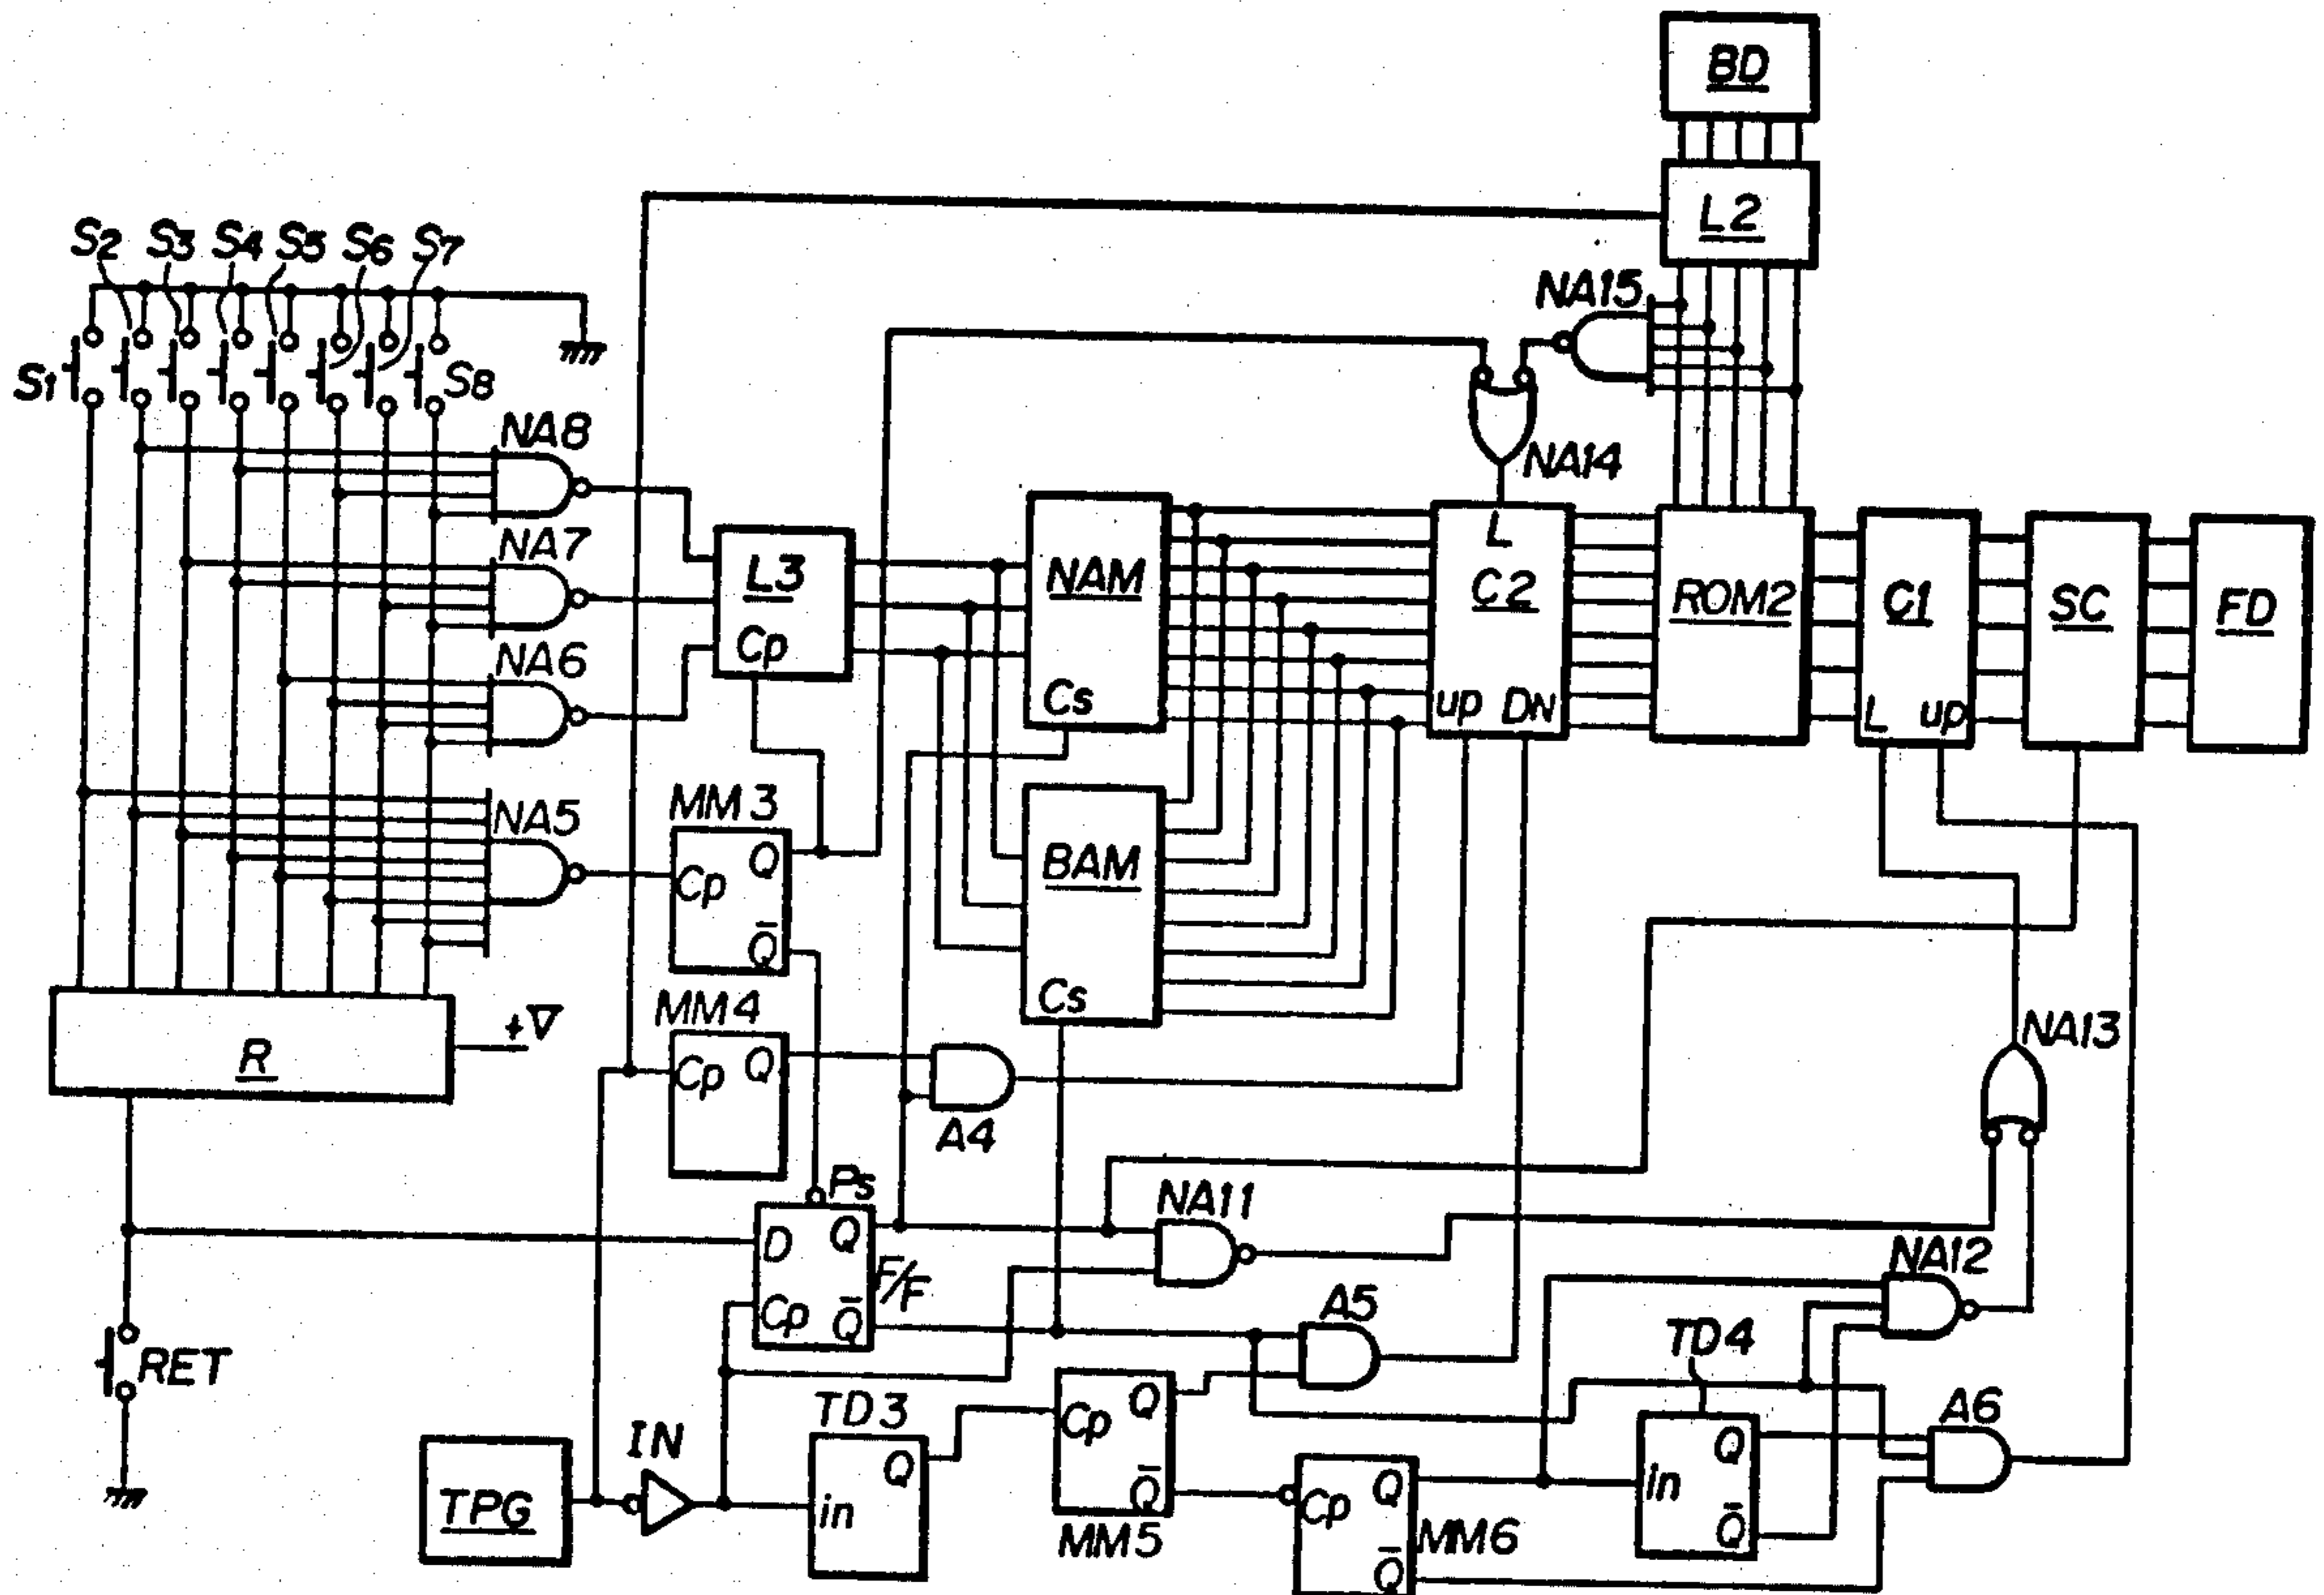 BD
L2
S2 S3 S4 S5 S6 S7
NA15
S1
S8
NA8
NA14
NA7
L3
Cp
NAM
Cs
L
C2
up DN
ROM2
C1
L up
SC
FD
NA6
MM3
NA5
Cp Q
Q̄
BAM
Cs
MM4
+V
R
Cp Q
NA13
A4
Ps
NA11
D Q
F/F
Cp Q̄
NA12
A5
TD4
RET
TD3
Cp Q
A6
IN
Q
Q
TPG
in
Q̄
Cp Q
in
Q̄
MM5
MM6
Q̄